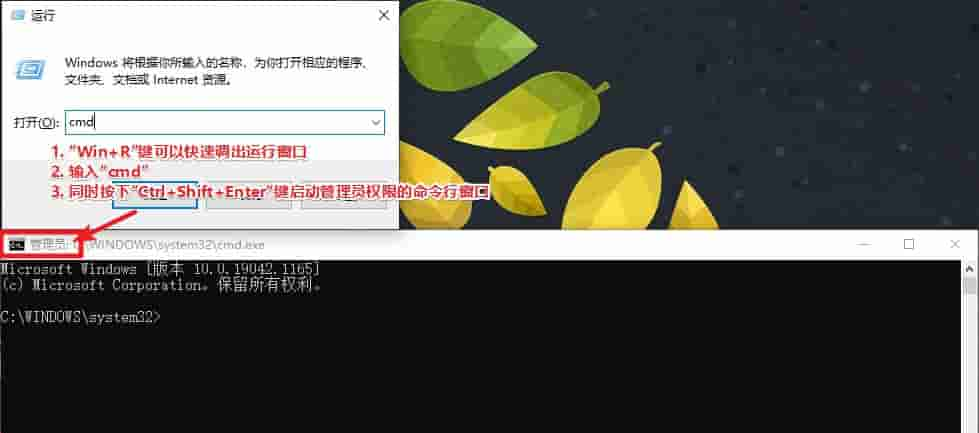 运行
Windows 将根据你所输入的名称，为你打开相应的程序、
文件夹、文档或 Internet 资源。
打开(O): cmd
1. “Win+R”键可以快速调出运行窗口
2. 输入“cmd”
3. 同时按下“Ctrl+Shift+Enter”键启动管理员权限的命令行窗口
管理员: C:\WINDOWS\system32\cmd.exe
Microsoft Windows [版本 10.0.19042.1165]
(c) Microsoft Corporation。保留所有权利。
C:\WINDOWS\system32>